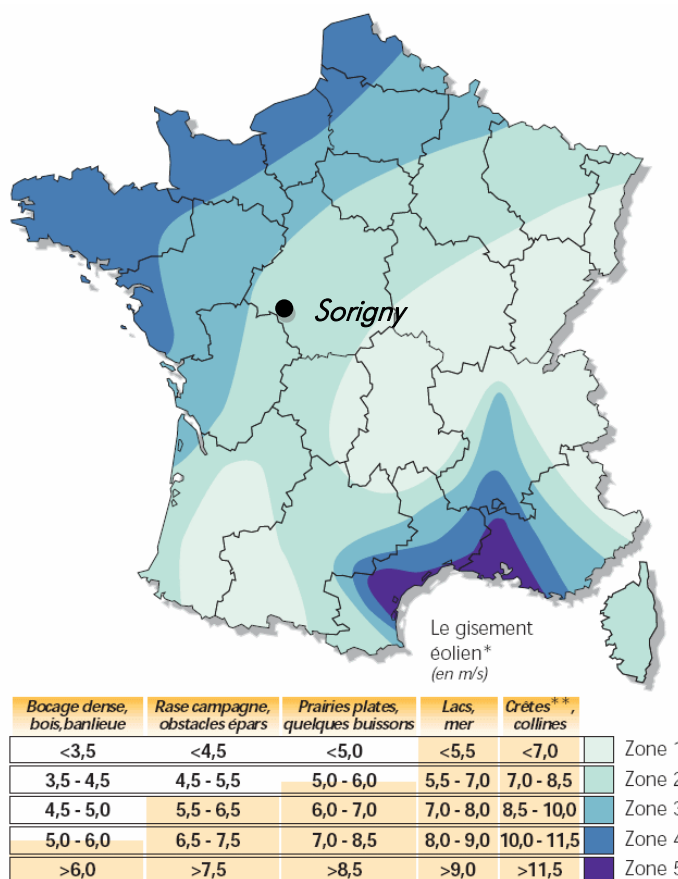 Sorigny
Le gisement
éolien*
(en m/s)
Bocage dense, Rase campagne, Prairies plates, Lacs, Crêtes**,
bois,banlieue obstacles épars quelques buissons mer collines
<3,5 <4,5 <5,0 <5,5 <7,0 Zone 1
3,5 - 4,5 4,5 - 5,5 5,0 - 6,0 5,5 - 7,0 7,0 - 8,5 Zone 2
4,5 - 5,0 5,5 - 6,5 6,0 - 7,0 7,0 - 8,0 8,5 - 10,0 Zone 3
5,0 - 6,0 6,5 - 7,5 7,0 - 8,5 8,0 - 9,0 10,0 - 11,5 Zone 4
>6,0 >7,5 >8,5 >9,0 >11,5 Zone 5